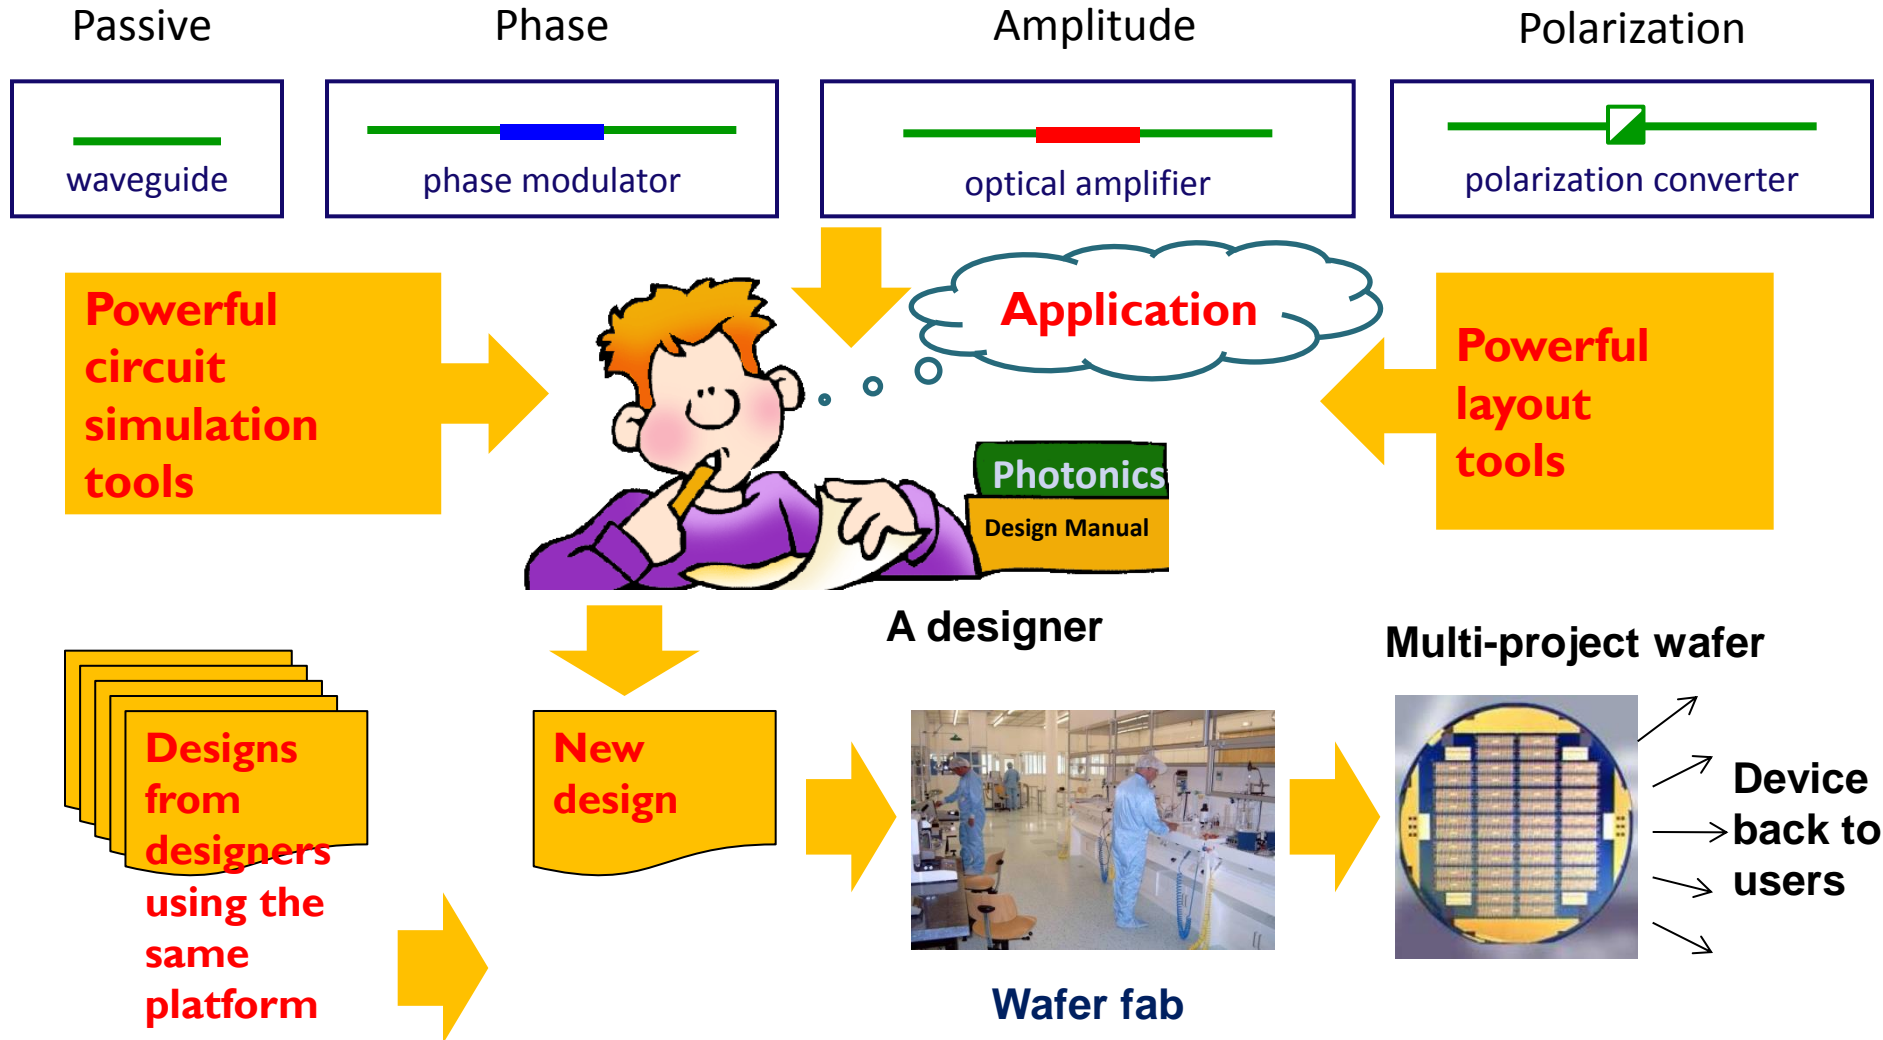 Passive
Phase
Amplitude
Polarization
waveguide
phase modulator
optical amplifier
polarization converter
Powerful
circuit
simulation
tools
Application
Powerful
layout
tools
Photonics
Design Manual
A designer
Multi-project wafer
Designs
from
designers
using the
same
platform
New
design
Wafer fab
Device
back to
users